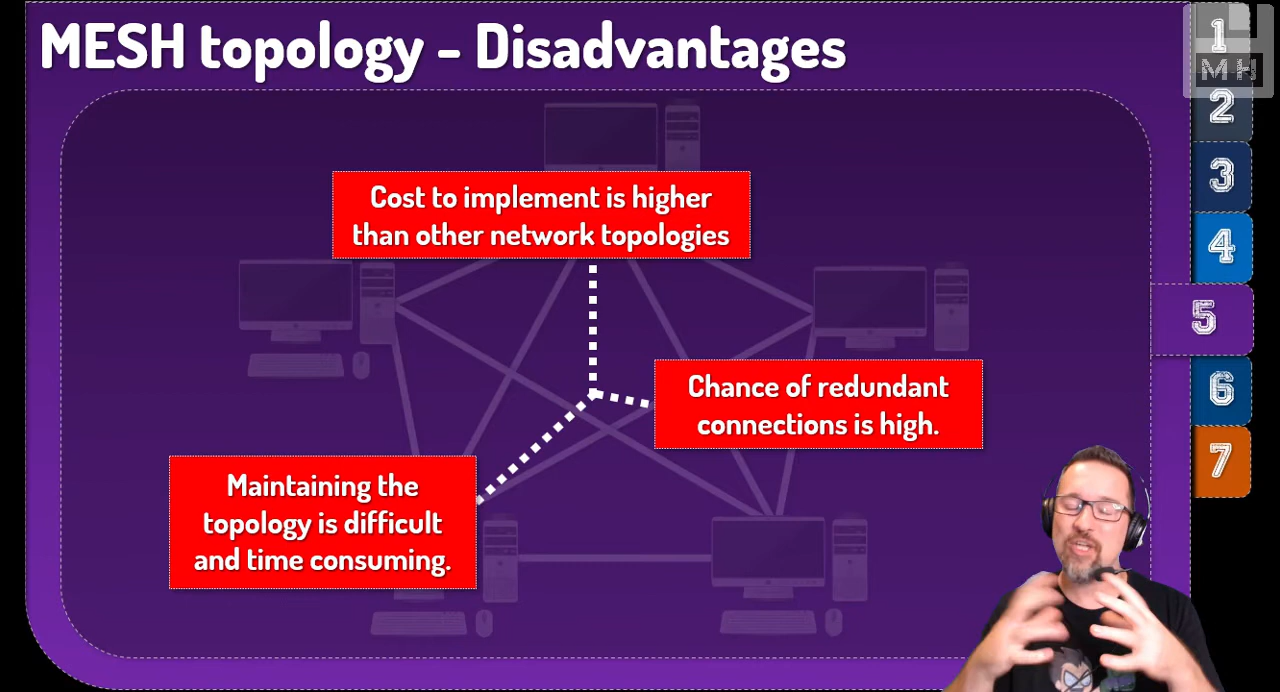 MESH topology - Disadvantages
1
M H
2
3
4
5
6
7
Cost to implement is higher
than other network topologies
Chance of redundant
connections is high.
Maintaining the
topology is difficult
and time consuming.